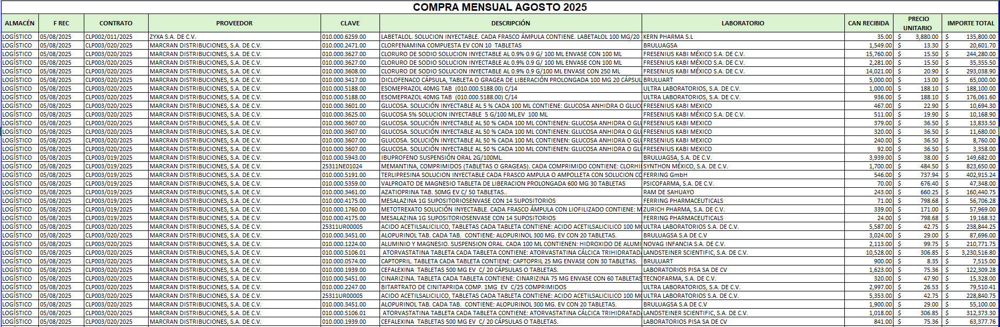 COMPRA MENSUAL AGOSTO 2025
ALMACÉN F REC CONTRATO PROVEEDOR CLAVE DESCRIPCIÓN LABORATORIO CAN RECIBIDA PRECIO UNITARIO IMPORTE TOTAL
LOGÍSTICO 05/08/2025 CLP002/011/2025 ZYXA S.A. DE C.V. 010.000.6259.00 LABETALOL. SOLUCION INYECTABLE. CADA FRASCO ÁMPULA CONTIENE. LABETALOL 100 MG/20 KERN PHARMA S.L 35.00 $ 3,880.00 $ 135,800.00
LOGÍSTICO 05/08/2025 CLP003/020/2025 MARCRAN DISTRIBUCIONES, S.A. DE C.V. 010.000.2471.00 CLORFENAMINA COMPUESTA EV CON 10 TABLETAS BRULUAGSA 1,549.00 $ 13.30 $ 20,601.70
LOGÍSTICO 05/08/2025 CLP003/020/2025 MARCRAN DISTRIBUCIONES, S.A. DE C.V. 010.000.3627.00 CLORURO DE SODIO SOLUCION INYECTABLE AL 0.9% 0.9 G/ 100 ML ENVASE CON 100 ML FRESENIUS KABI MÉXICO S.A. DE C.V. 15,760.00 $ 15.50 $ 244,280.00
LOGÍSTICO 05/08/2025 CLP003/020/2025 MARCRAN DISTRIBUCIONES, S.A. DE C.V. 010.000.3627.00 CLORURO DE SODIO SOLUCION INYECTABLE AL 0.9% 0.9 G/ 100 ML ENVASE CON 100 ML FRESENIUS KABI MÉXICO S.A. DE C.V. 2,281.00 $ 15.50 $ 35,355.50
LOGÍSTICO 05/08/2025 CLP003/020/2025 MARCRAN DISTRIBUCIONES, S.A. DE C.V. 010.000.3608.00 CLORURO DE SODIO SOLUCION INYECTABLE AL 0.9% 0.9 G/100 ML ENVASE CON 250 ML FRESENIUS KABI MÉXICO S.A. DE C.V. 14,021.00 $ 20.90 $ 293,038.90
LOGÍSTICO 05/08/2025 CLP003/020/2025 MARCRAN DISTRIBUCIONES, S.A. DE C.V. 010.000.3417.00 DICLOFENACO CÁPSULA, TABLETA O GRAGEA DE LIBERACIÓN PROLONGADA 100 MG 20 CÁPSUL BRULUART 5,000.00 $ 13.00 $ 65,000.00
LOGÍSTICO 05/08/2025 CLP003/020/2025 MARCRAN DISTRIBUCIONES, S.A. DE C.V. 010.000.5188.00 ESOMEPRAZOL 40MG TAB (010.000.5188.00) C/14 ULTRA LABORATORIOS, S.A. DE C.V. 1,000.00 $ 188.10 $ 188,100.00
LOGÍSTICO 05/08/2025 CLP003/020/2025 MARCRAN DISTRIBUCIONES, S.A. DE C.V. 010.000.5188.00 ESOMEPRAZOL 40MG TAB (010.000.5188.00) C/14 ULTRA LABORATORIOS, S.A. DE C.V. 936.00 $ 188.10 $ 176,061.60
LOGÍSTICO 05/08/2025 CLP003/020/2025 MARCRAN DISTRIBUCIONES, S.A. DE C.V. 010.000.3601.00 GLUCOSA. SOLUCIÓN INYECTABLE AL 5 % CADA 100 ML CONTIENE: GLUCOSA ANHIDRA O GLUCO FRESENIUS KABI MEXICO 467.00 $ 22.90 $ 10,694.30
LOGÍSTICO 05/08/2025 CLP003/020/2025 MARCRAN DISTRIBUCIONES, S.A. DE C.V. 010.000.3625.00 GLUCOSA 5% SOLUCION INYECTABLE 5 G/100 ML.EV 100 ML FRESENIUS KABI MÉXICO S.A. DE C.V. 511.00 $ 19.90 $ 10,168.90
LOGÍSTICO 05/08/2025 CLP003/020/2025 MARCRAN DISTRIBUCIONES, S.A. DE C.V. 010.000.3607.00 GLUCOSA. SOLUCIÓN INYECTABLE AL 50 % CADA 100 ML CONTIENEN: GLUCOSA ANHIDRA O GLU FRESENIUS KABI MEXICO 379.00 $ 36.50 $ 13,833.50
LOGÍSTICO 05/08/2025 CLP003/020/2025 MARCRAN DISTRIBUCIONES, S.A. DE C.V. 010.000.3607.00 GLUCOSA. SOLUCIÓN INYECTABLE AL 50 % CADA 100 ML CONTIENEN: GLUCOSA ANHIDRA O GLU FRESENIUS KABI MEXICO 320.00 $ 36.50 $ 11,680.00
LOGÍSTICO 05/08/2025 CLP003/020/2025 MARCRAN DISTRIBUCIONES, S.A. DE C.V. 010.000.3607.00 GLUCOSA. SOLUCIÓN INYECTABLE AL 50 % CADA 100 ML CONTIENEN: GLUCOSA ANHIDRA O GLU FRESENIUS KABI MEXICO 240.00 $ 36.50 $ 8,760.00
LOGÍSTICO 05/08/2025 CLP003/020/2025 MARCRAN DISTRIBUCIONES, S.A. DE C.V. 010.000.3607.00 GLUCOSA. SOLUCIÓN INYECTABLE AL 50 % CADA 100 ML CONTIENEN: GLUCOSA ANHIDRA O GLU FRESENIUS KABI MEXICO 92.00 $ 36.50 $ 3,358.00
LOGÍSTICO 05/08/2025 CLP003/019/2025 MARCRAN DISTRIBUCIONES, S.A. DE C.V. 010.000.5943.00 IBUPROFENO SUSPENSIÓN ORAL 2G/100ML. BRULUAGSA, S.A. DE C.V. 3,939.00 $ 38.00 $ 149,682.00
LOGÍSTICO 05/08/2025 CLP003/019/2025 MARCRAN DISTRIBUCIONES, S.A. DE C.V. 25311NE01024 MEMANTINA, COMPRIMIDOS (TABLETAS O GRAGEAS). CADA COMPRIMIDO CONTIENE: CLORHI SYNTHON MÉXICO, S.A. DE C.V. 1,700.00 $ 484.50 $ 823,650.00
LOGÍSTICO 05/08/2025 CLP003/019/2025 MARCRAN DISTRIBUCIONES, S.A. DE C.V. 010.000.5191.00 TERLIPRESINA SOLUCION INYECTABLE CADA FRASCO AMPULA O AMPOLLETA CON SOLUCION CO FERRING GmbH 546.00 $ 737.94 $ 402,915.24
LOGÍSTICO 05/08/2025 CLP003/019/2025 MARCRAN DISTRIBUCIONES, S.A. DE C.V. 010.000.5359.00 VALPROATO DE MAGNESIO TABLETA DE LIBERACION PROLONGADA 600 MG 30 TABLETAS PSICOFARMA, S.A. DE C.V. 70.00 $ 676.40 $ 47,348.00
LOGÍSTICO 05/08/2025 CLP003/019/2025 MARCRAN DISTRIBUCIONES, S.A. DE C.V. 010.000.3461.00 AZATIOPRINA TAB. 50MG EV C/ 50 TABLETAS.. RAM DE SAHUAYO 243.00 $ 660.25 $ 160,440.75
LOGÍSTICO 05/08/2025 CLP003/019/2025 MARCRAN DISTRIBUCIONES, S.A. DE C.V. 010.000.4175.00 MESALAZINA 1G SUPOSITORIOSENVASE CON 14 SUPOSITORIOS FERRING PHARMACEUTICALS 71.00 $ 798.68 $ 56,706.28
LOGÍSTICO 05/08/2025 CLP003/019/2025 MARCRAN DISTRIBUCIONES, S.A. DE C.V. 010.000.1760.00 METOTREXATO SOLUCIÓN INYECTABLE. CADA FRASCO ÁMPULA CON LIOFILIZADO CONTIENE: M ZURICH PHARMA, S.A. DE C.V. 339.00 $ 171.00 $ 57,969.00
LOGÍSTICO 05/08/2025 CLP003/019/2025 MARCRAN DISTRIBUCIONES, S.A. DE C.V. 010.000.4175.00 MESALAZINA 1G SUPOSITORIOSENVASE CON 14 SUPOSITORIOS FERRING PHARMACEUTICALS 24.00 $ 798.68 $ 19,168.32
LOGÍSTICO 05/08/2025 CLP003/020/2025 MARCRAN DISTRIBUCIONES, S.A. DE C.V. 25311UR00005 ACIDO ACETILSALICILICO, TABLETAS CADA TABLETA CONTIENE: ACIDO ACETILSALICILICO 100 M ULTRA LABORATORIOS S.A. DE C.V. 5,587.00 $ 42.75 $ 238,844.25
LOGÍSTICO 05/08/2025 CLP003/020/2025 MARCRAN DISTRIBUCIONES, S.A. DE C.V. 010.000.3451.00 ALOPURINOL TAB. CADA TAB. CONTIENE: ALOPURINOL 300 MG. EV CON 20 TABLETAS. BRULUAGSA S.A DE C.V 3,024.00 $ 29.00 $ 87,696.00
LOGÍSTICO 05/08/2025 CLP003/020/2025 MARCRAN DISTRIBUCIONES, S.A. DE C.V. 010.000.1224.00 ALUMINIO Y MAGNESIO. SUSPENSION ORAL. CADA 100 ML CONTIENEN: HIDROXIDO DE ALUMI NOVAG INFANCIA S.A. DE C.V. 2,113.00 $ 99.75 $ 210,771.75
LOGÍSTICO 05/08/2025 CLP003/020/2025 MARCRAN DISTRIBUCIONES, S.A. DE C.V. 010.000.5106.01 ATORVASTATINA TABLETA CADA TABLETA CONTIENE: ATORVASTATINA CÁLCICA TRIHIDRATADA LANDSTEINER SCIENTIFIC, S.A. DE C.V. 10,528.00 $ 306.85 $ 3,230,516.80
LOGÍSTICO 05/08/2025 CLP003/020/2025 MARCRAN DISTRIBUCIONES, S.A. DE C.V. 010.000.0574.00 CAPTOPRIL. TABLETA CADA TABLETA CONTIENE: CAPTOPRIL 25 MG ENVASE CON 30 TABLETAS. BRULUART 900.00 $ 8.35 $ 7,515.00
LOGÍSTICO 05/08/2025 CLP003/020/2025 MARCRAN DISTRIBUCIONES, S.A. DE C.V. 010.000.1939.00 CEFALEXINA TABLETAS 500 MG EV C/ 20 CÁPSULAS O TABLETAS. LABORATORIOS PISA SA DE CV 1,623.00 $ 75.36 $ 122,309.28
LOGÍSTICO 05/08/2025 CLP003/020/2025 MARCRAN DISTRIBUCIONES, S.A. DE C.V. 010.000.5451.00 CINARIZINA. TABLETA CADA TABLETA CONTIENE: CINARIZINA 75 MG ENVASE CON 60 TABLETAS TECNOFARMA, S.A. DE C.V. 320.00 $ 47.90 $ 15,328.00
LOGÍSTICO 05/08/2025 CLP003/020/2025 MARCRAN DISTRIBUCIONES, S.A. DE C.V. 010.000.2247.00 BITARTRATO DE CINITAPRIDA COMP. 1MG EV C/25 COMPRIMIDOS ULTRA LABORATORIOS, S.A. DE C.V. 2,997.00 $ 26.53 $ 79,510.41
LOGÍSTICO 05/08/2025 CLP003/020/2025 MARCRAN DISTRIBUCIONES, S.A. DE C.V. 25311UR00005 ACIDO ACETILSALICILICO, TABLETAS CADA TABLETA CONTIENE: ACIDO ACETILSALICILICO 100 M ULTRA LABORATORIOS S.A. DE C.V. 5,353.00 $ 42.75 $ 228,840.75
LOGÍSTICO 05/08/2025 CLP003/020/2025 MARCRAN DISTRIBUCIONES, S.A. DE C.V. 010.000.3451.00 ALOPURINOL TAB. CADA TAB. CONTIENE: ALOPURINOL 300 MG. EV CON 20 TABLETAS. BRULUAGSA S.A DE C.V 1,900.00 $ 29.00 $ 55,100.00
LOGÍSTICO 05/08/2025 CLP003/020/2025 MARCRAN DISTRIBUCIONES, S.A. DE C.V. 010.000.5106.01 ATORVASTATINA TABLETA CADA TABLETA CONTIENE: ATORVASTATINA CÁLCICA TRIHIDRATADA LANDSTEINER SCIENTIFIC, S.A. DE C.V. 1,018.00 $ 306.85 $ 312,373.30
LOGÍSTICO 05/08/2025 CLP003/020/2025 MARCRAN DISTRIBUCIONES, S.A. DE C.V. 010.000.1939.00 CEFALEXINA TABLETAS 500 MG EV C/ 20 CÁPSULAS O TABLETAS. LABORATORIOS PISA SA DE CV 841.00 $ 75.36 $ 63,377.76